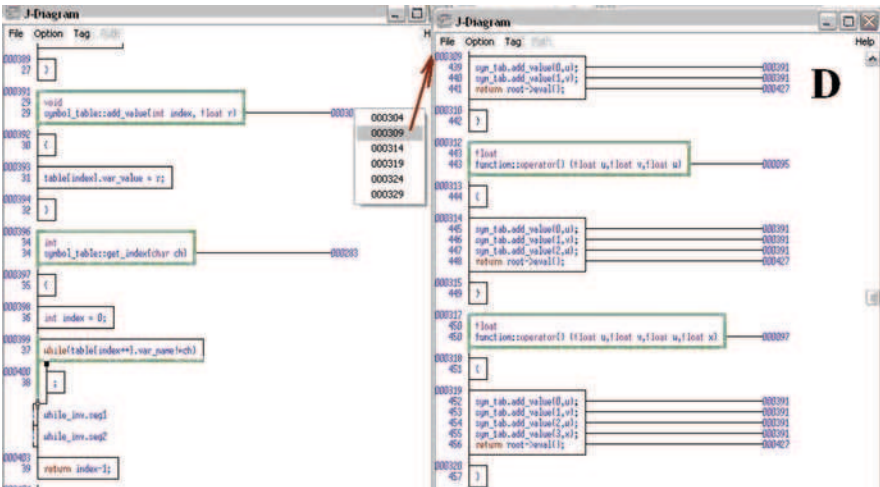 J-Diagram
File Option Tag
H
000389
27 }
000391
29 void
29 symbol_table::add_value(int index, float r)
000392
30 {
000393
31 table[index].var_value = r;
000394
32 }
000396
34 int
34 symbol_table::get_index(char ch) 000283
000397
35 {
000398
36 int index = 0;
000399
37 while(table[index++].var_name!=ch)
000400
38 ;
while_inv.seg1
while_inv.seg2
000403
39 return index-1;
000304
000309
000314
000319
000324
000329
J-Diagram
File Option Tag
Help
D
000309
439 sym_tab.add_value(0,u); 000391
440 sym_tab.add_value(1,v); 000391
441 return root->eval(); 000427
000310
442 }
000312
443 float
443 function::operator() (float u,float v,float w) 000095
000313
444 {
000314
445 sym_tab.add_value(0,u); 000391
446 sym_tab.add_value(1,v); 000391
447 sym_tab.add_value(2,w); 000391
448 return root->eval(); 000427
000315
449 }
000317
450 float
450 function::operator() (float u,float v,float w,float x) 000097
000318
451 {
000319
452 sym_tab.add_value(0,u); 000391
453 sym_tab.add_value(1,v); 000391
454 sym_tab.add_value(2,w); 000391
455 sym_tab.add_value(3,x); 000391
456 return root->eval(); 000427
000320
457 }